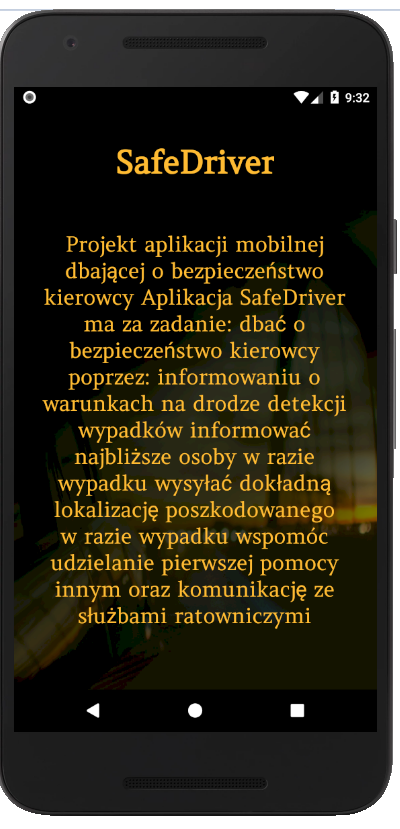 9:32
SafeDriver
Projekt aplikacji mobilnej
dbającej o bezpieczeństwo
kierowcy Aplikacja SafeDriver
ma za zadanie: dbać o
bezpieczeństwo kierowcy
poprzez: informowaniu o
warunkach na drodze detekcji
wypadków informować
najbliższe osoby w razie
wypadku wysyłać dokładną
lokalizację poszkodowanego
w razie wypadku wspomóc
udzielanie pierwszej pomocy
innym oraz komunikację ze
służbami ratowniczymi